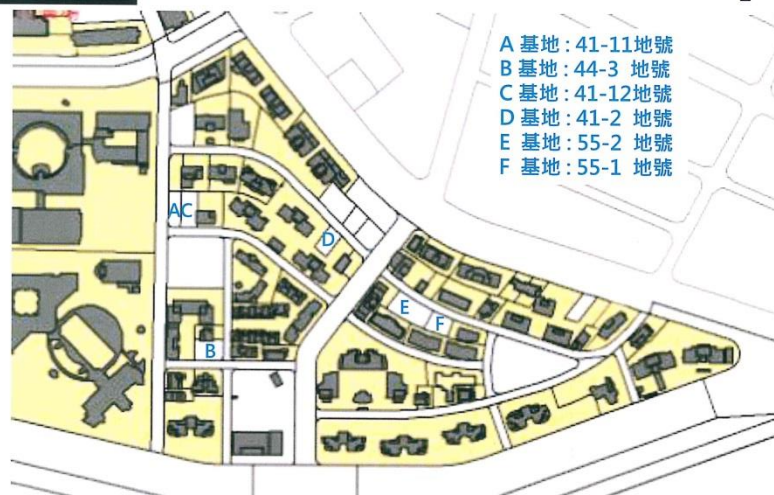 A 基地 : 41-11地號
B 基地 : 44-3 地號
C 基地 : 41-12地號
D 基地 : 41-2 地號
E 基地 : 55-2 地號
F 基地 : 55-1 地號
AC
D
E
F
B